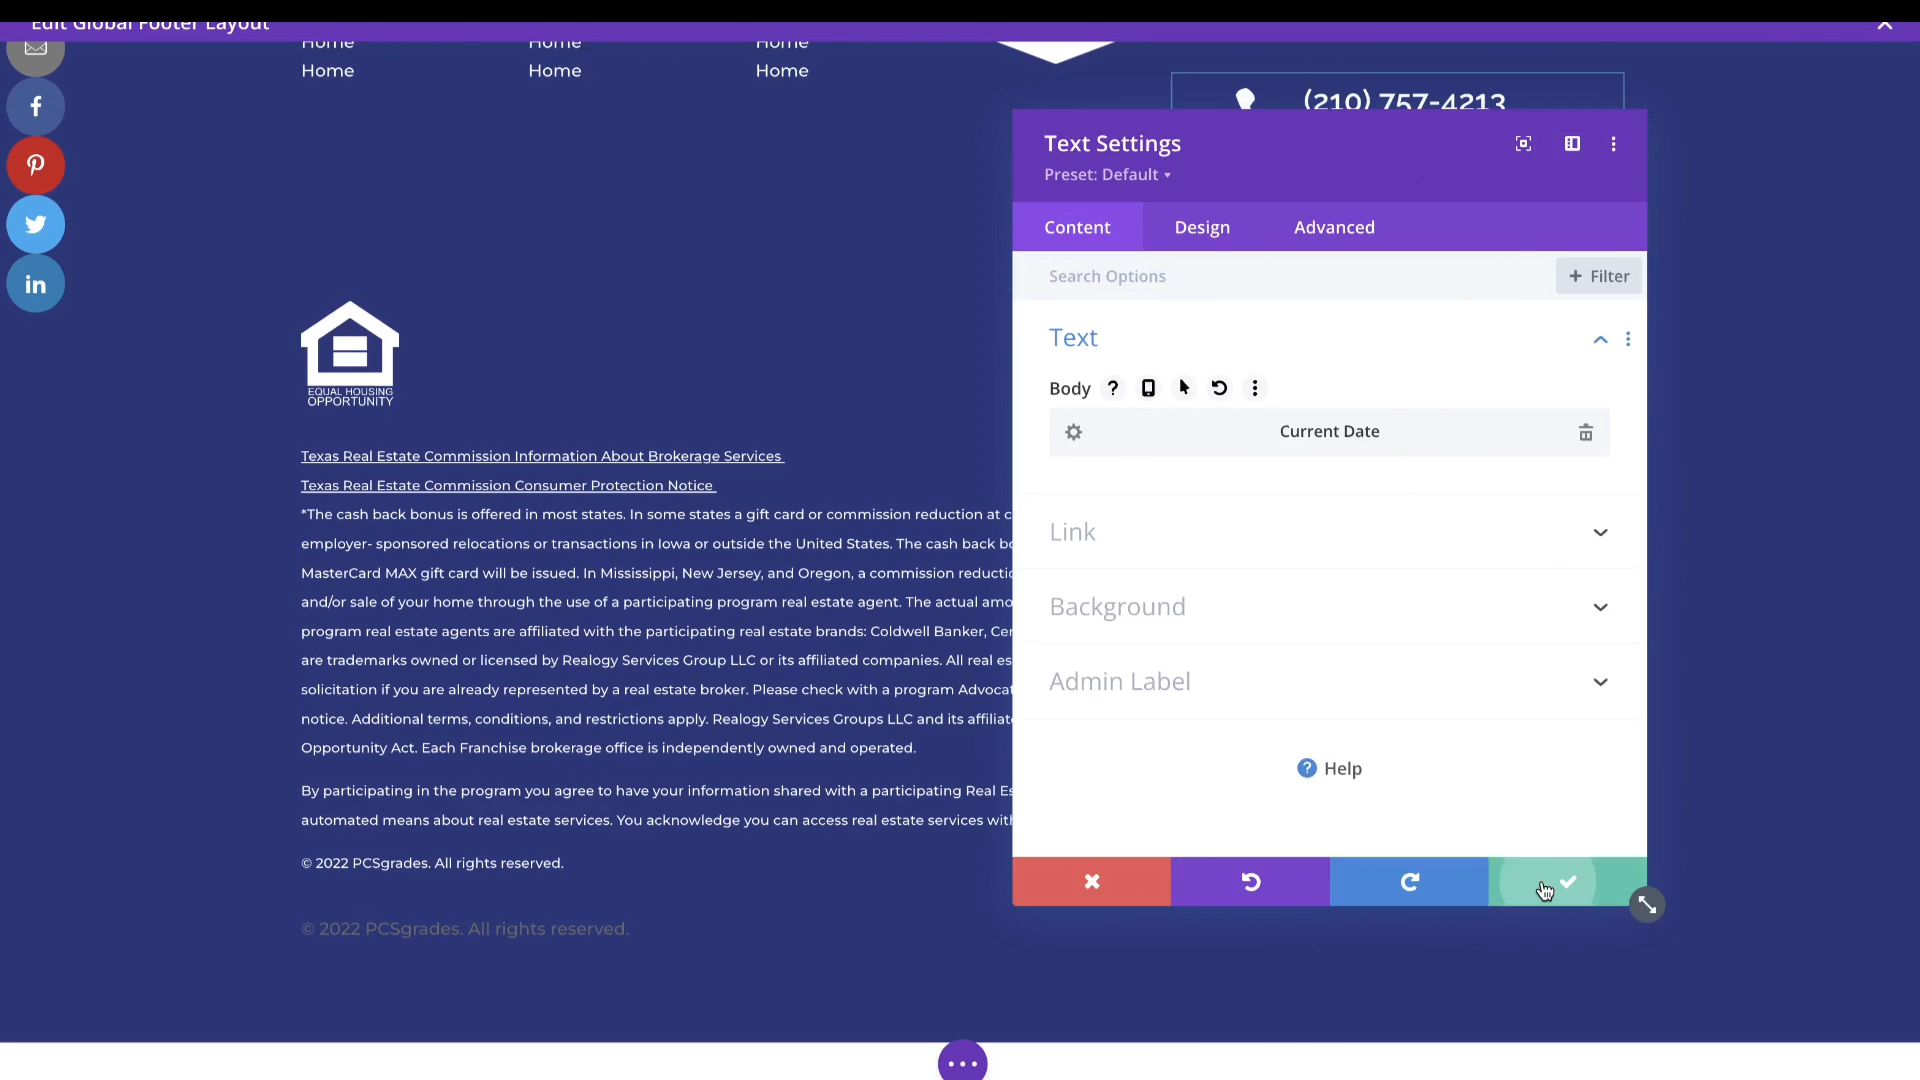 Edit Global Footer Layout
Home Home Home
Home Home Home
(210) 757-4213
Text Settings
Preset: Default
Content Design Advanced
Search Options
+ Filter
Text
Body
Current Date
Link
Background
Admin Label
Help
EQUAL HOUSING
OPPORTUNITY
Texas Real Estate Commission Information About Brokerage Services
Texas Real Estate Commission Consumer Protection Notice
*The cash back bonus is offered in most states. In some states a gift card or commission reduction at
employer- sponsored relocations or transactions in Iowa or outside the United States. The cash back
MasterCard MAX gift card will be issued. In Mississippi, New Jersey, and Oregon, a commission
and/or sale of your home through the use of a participating program real estate agent. The actual
program real estate agents are affiliated with the participating real estate brands: Coldwell Banker,
are trademarks owned or licensed by Realogy Services Group LLC or its affiliated companies. All real
solicitation if you are already represented by a real estate broker. Please check with a program
notice. Additional terms, conditions, and restrictions apply. Realogy Services Groups LLC and its
Opportunity Act. Each Franchise brokerage office is independently owned and operated.
By participating in the program you agree to have your information shared with a participating Real
automated means about real estate services. You acknowledge you can access real estate services
© 2022 PCSgrades. All rights reserved.
© 2022 PCSgrades. All rights reserved.